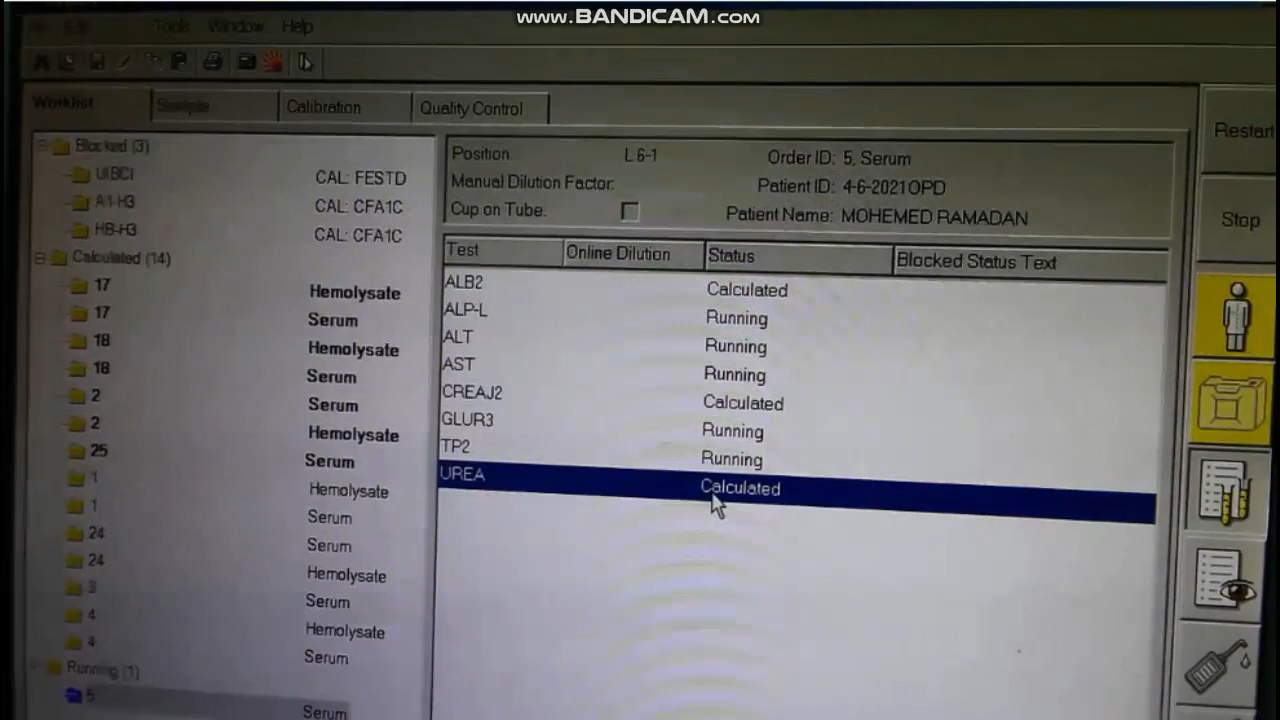 www.BANDICAM.com
Tools Window Help
Worklist Sample Calibration Quality Control
Restart
Stop
Blocked (3)
UIBCI CAL: FESTD
A1-H3 CAL: CFA1C
HB-H3 CAL: CFA1C
Calculated (14)
17 Hemolysate
17 Serum
18 Hemolysate
18 Serum
2 Serum
2 Hemolysate
25 Serum
1 Hemolysate
1 Serum
24 Serum
24 Hemolysate
3 Serum
4 Hemolysate
4 Serum
Running (1)
5 Serum
Position L 6-1 Order ID: 5, Serum
Manual Dilution Factor: Patient ID: 4-6-2021OPD
Cup on Tube: Patient Name: MOHEMED RAMADAN
Test Online Dilution Status Blocked Status Text
ALB2 Calculated
ALP-L Running
ALT Running
AST Running
CREAJ2 Calculated
GLUR3 Running
TP2 Running
UREA Calculated